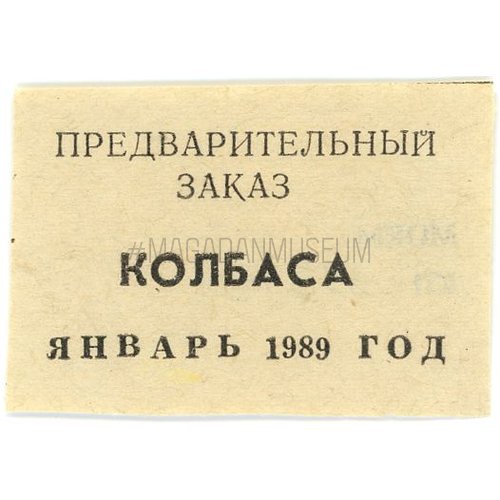 ПРЕДВАРИТЕЛЬНЫЙ
ЗАКАЗ
#MAGADANMUSEUM
КОЛБАСА
ЯНВАРЬ 1989 ГОД